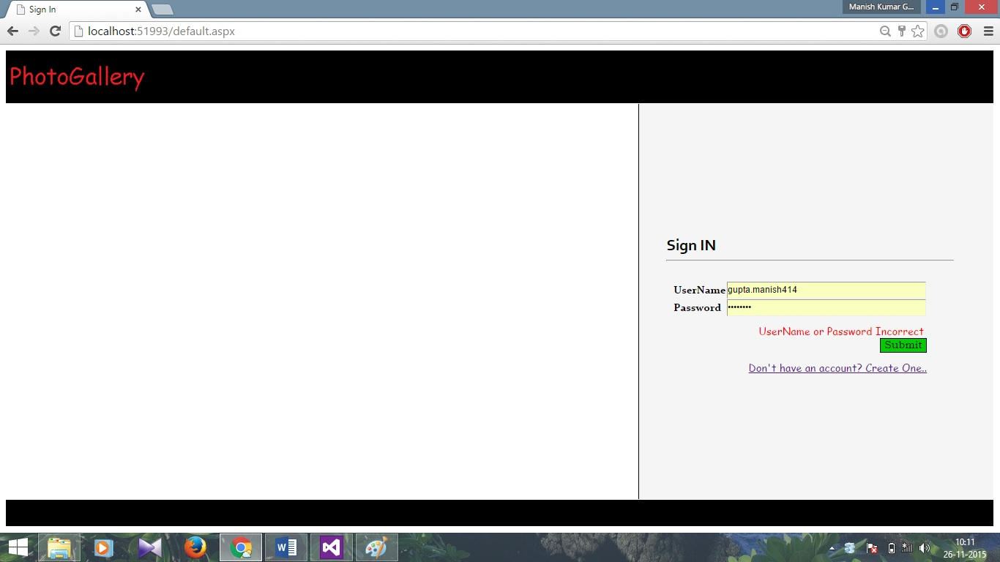 Sign In
Manish Kumar G...
localhost:51993/default.aspx
PhotoGallery
Sign IN
UserName gupta.manish414
Password ••••••••
UserName or Password Incorrect
Submit
Don't have an account? Create One..
10:11
26-11-2015